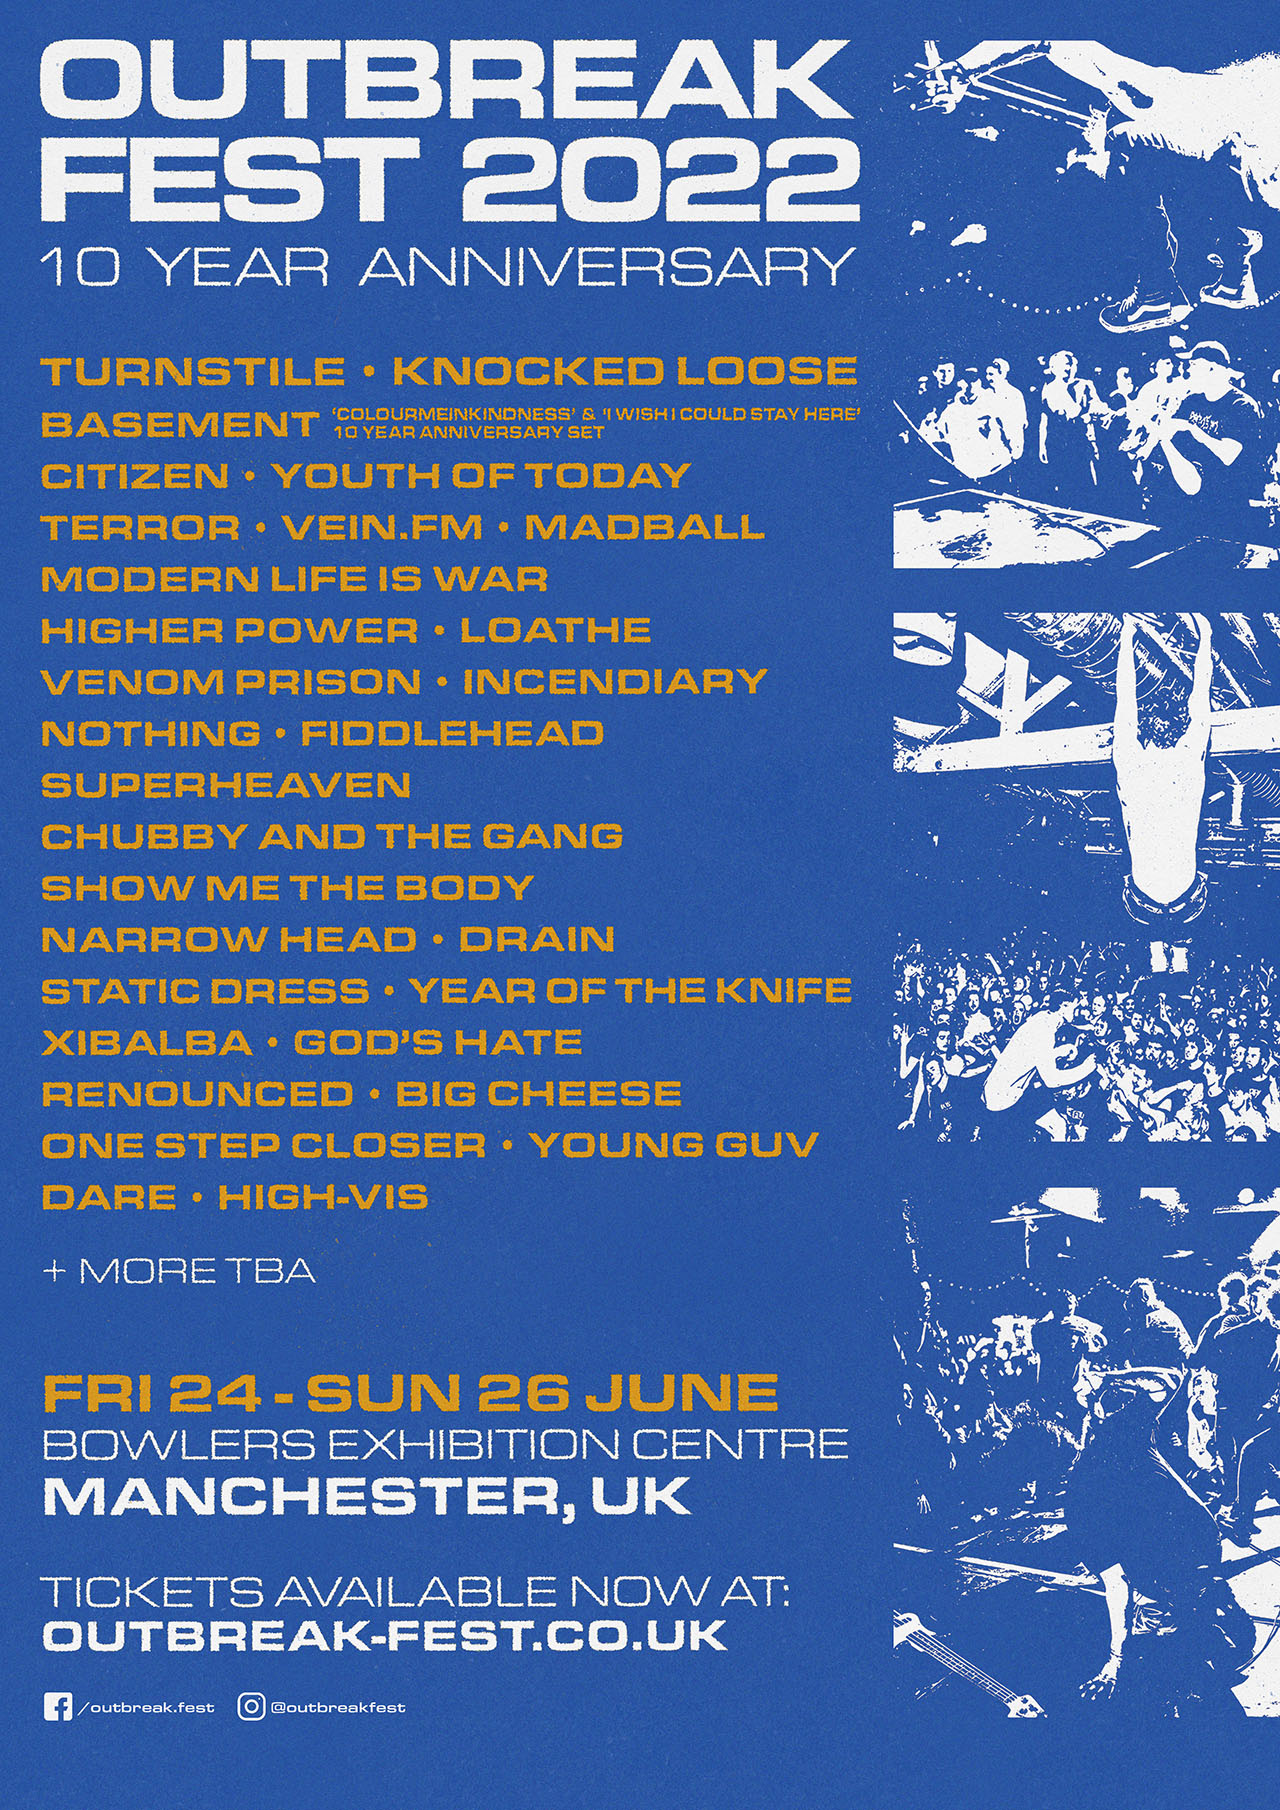 OUTBREAK
FEST 2022
10 YEAR ANNIVERSARY
TURNSTILE • KNOCKED LOOSE
BASEMENT 'COLOURMEINKINDNESS' & 'I WISH I COULD STAY HERE'
10 YEAR ANNIVERSARY SET
CITIZEN • YOUTH OF TODAY
TERROR • VEIN.FM • MADBALL
MODERN LIFE IS WAR
HIGHER POWER • LOATHE
VENOM PRISON • INCENDIARY
NOTHING • FIDDLEHEAD
SUPERHEAVEN
CHUBBY AND THE GANG
SHOW ME THE BODY
NARROW HEAD • DRAIN
STATIC DRESS • YEAR OF THE KNIFE
XIBALBA • GOD'S HATE
RENOUNCED • BIG CHEESE
ONE STEP CLOSER • YOUNG GUV
DARE • HIGH-VIS
+ MORE TBA
FRI 24 - SUN 26 JUNE
BOWLERS EXHIBITION CENTRE
MANCHESTER, UK
TICKETS AVAILABLE NOW AT:
OUTBREAK-FEST.CO.UK
/outbreak.fest @outbreakfest